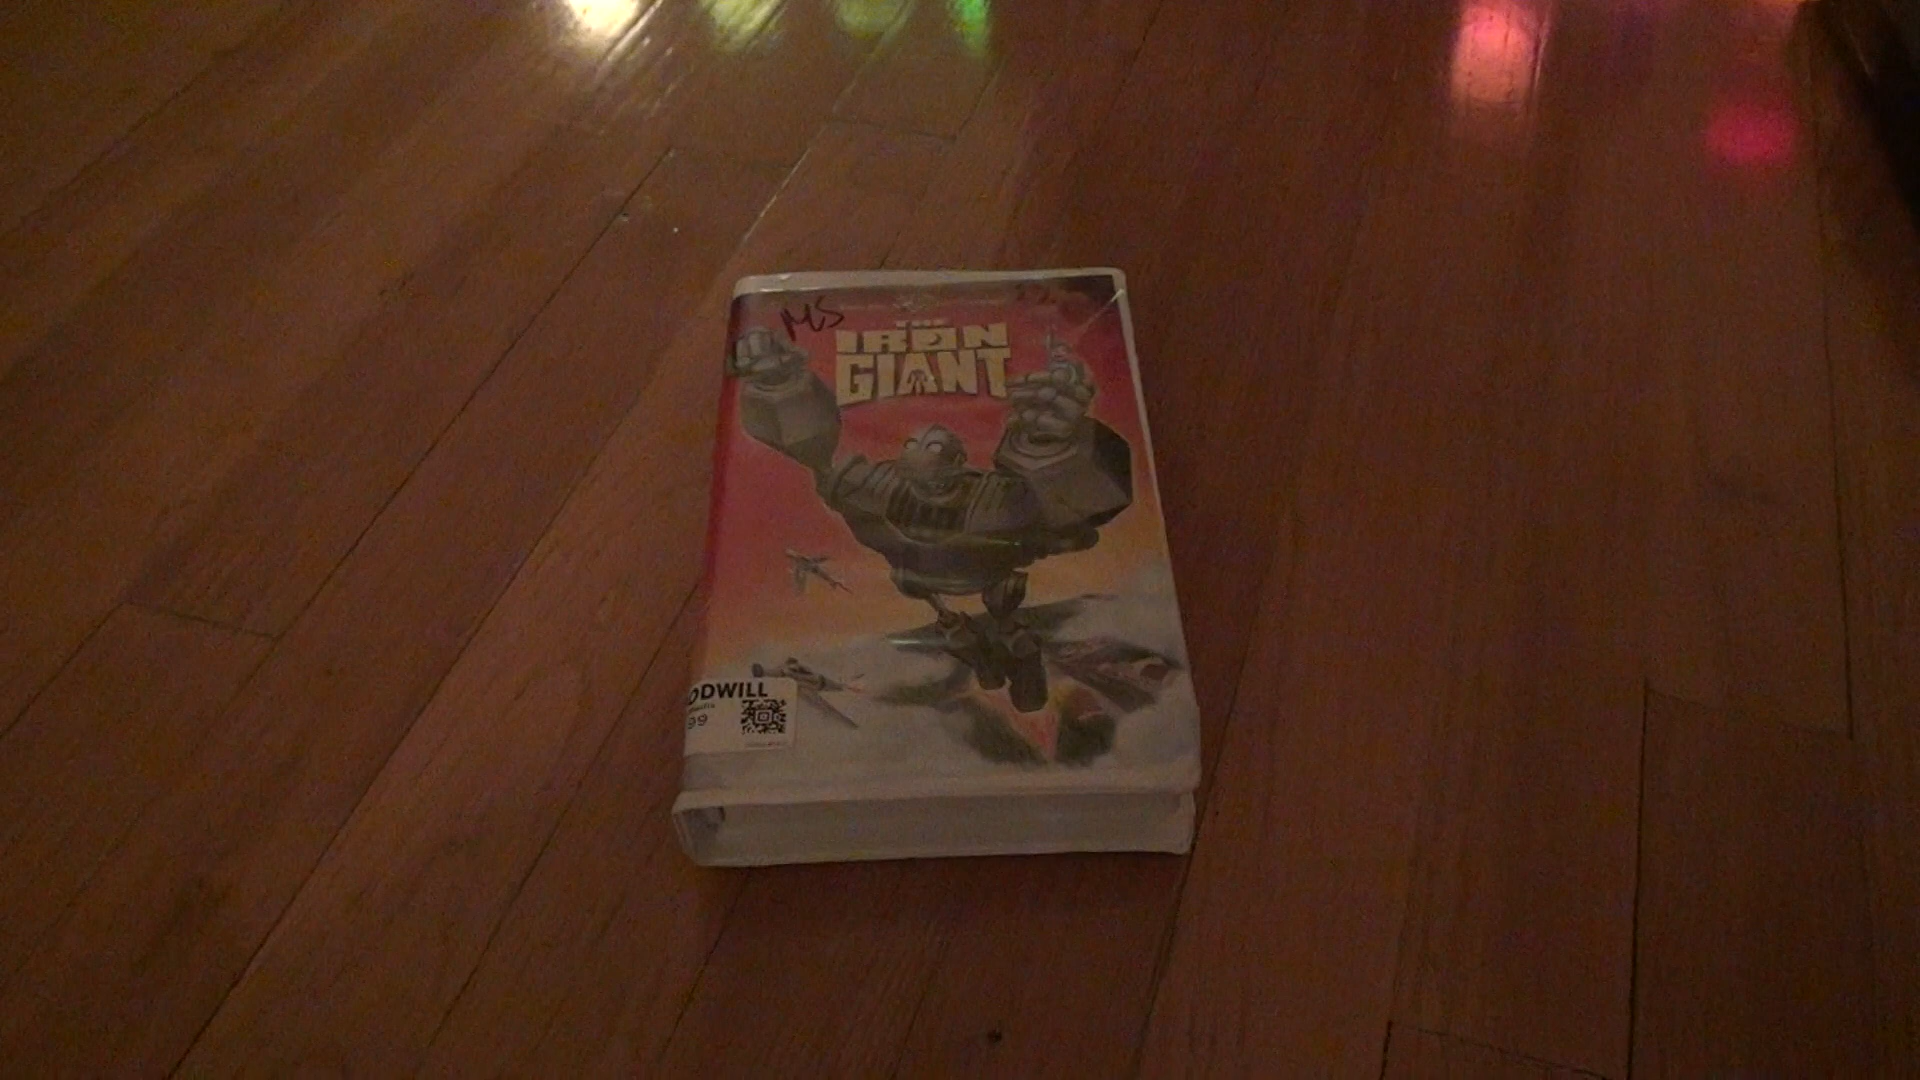 MS
THE
IRON
GIANT
ODWILL
99